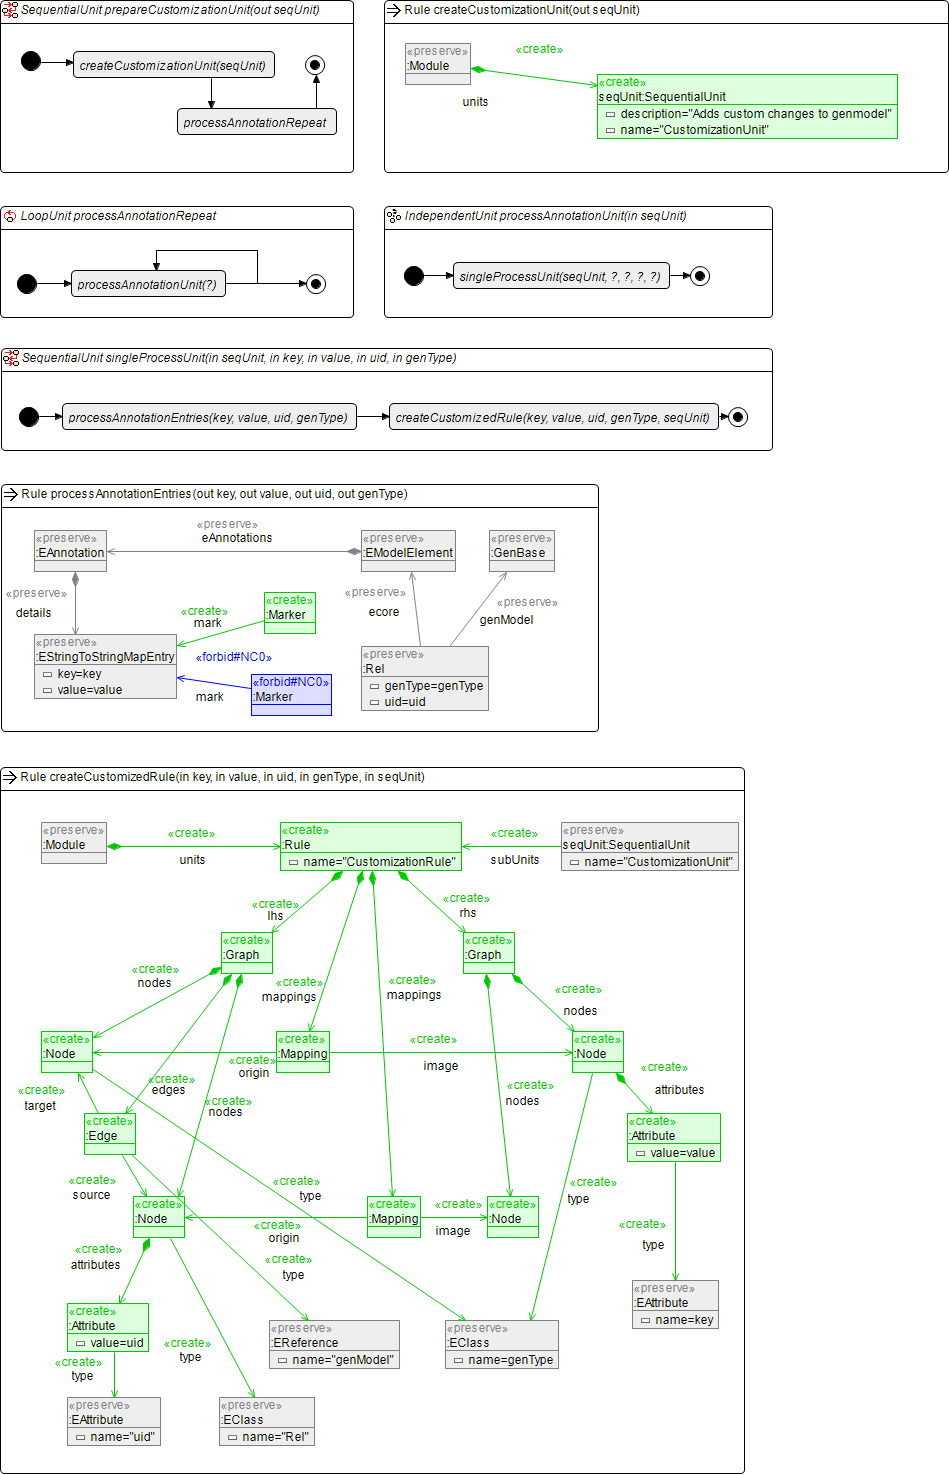 SequentialUnit prepareCustomizationUnit(out seqUnit)
createCustomizationUnit(seqUnit)
processAnnotationRepeat
Rule createCustomizationUnit(out seqUnit)
«preserve»
:Module
«create»
units
«create»
seqUnit:SequentialUnit
description="Adds custom changes to genmodel"
name="CustomizationUnit"
LoopUnit processAnnotationRepeat
processAnnotationUnit(?)
IndependentUnit processAnnotationUnit(in seqUnit)
singleProcessUnit(seqUnit, ?, ?, ?, ?)
SequentialUnit singleProcessUnit(in seqUnit, in key, in value, in uid, in genType)
processAnnotationEntries(key, value, uid, genType)
createCustomizedRule(key, value, uid, genType, seqUnit)
Rule processAnnotationEntries(out key, out value, out uid, out genType)
«preserve»
:EAnnotation
«preserve»
eAnnotations
«preserve»
:EModelElement
«preserve»
:GenBase
«preserve»
details
«create»
mark
«create»
:Marker
«preserve»
ecore
«preserve»
genModel
«preserve»
:EStringToStringMapEntry
key=key
value=value
«forbid#NC0»
mark
«forbid#NC0»
:Marker
«preserve»
:Rel
genType=genType
uid=uid
Rule createCustomizedRule(in key, in value, in uid, in genType, in seqUnit)
«preserve»
:Module
«create»
units
«create»
:Rule
name="CustomizationRule"
«create»
subUnits
«preserve»
seqUnit:SequentialUnit
name="CustomizationUnit"
«create»
lhs
«create»
rhs
«create»
:Graph
«create»
:Graph
«create»
nodes
«create»
mappings
«create»
mappings
«create»
nodes
«create»
:Node
«create»
origin
«create»
:Mapping
«create»
image
«create»
:Node
«create»
target
«create»
edges
«create»
nodes
«create»
nodes
«create»
attributes
«create»
:Edge
«create»
:Attribute
value=value
«create»
source
«create»
type
«create»
type
«create»
:Node
«create»
origin
«create»
:Mapping
«create»
image
«create»
:Node
«create»
type
«create»
attributes
«create»
type
«preserve»
:EAttribute
name=key
«create»
:Attribute
value=uid
«create»
type
«preserve»
:EReference
name="genModel"
«preserve»
:EClass
name=genType
«create»
type
«preserve»
:EAttribute
name="uid"
«preserve»
:EClass
name="Rel"